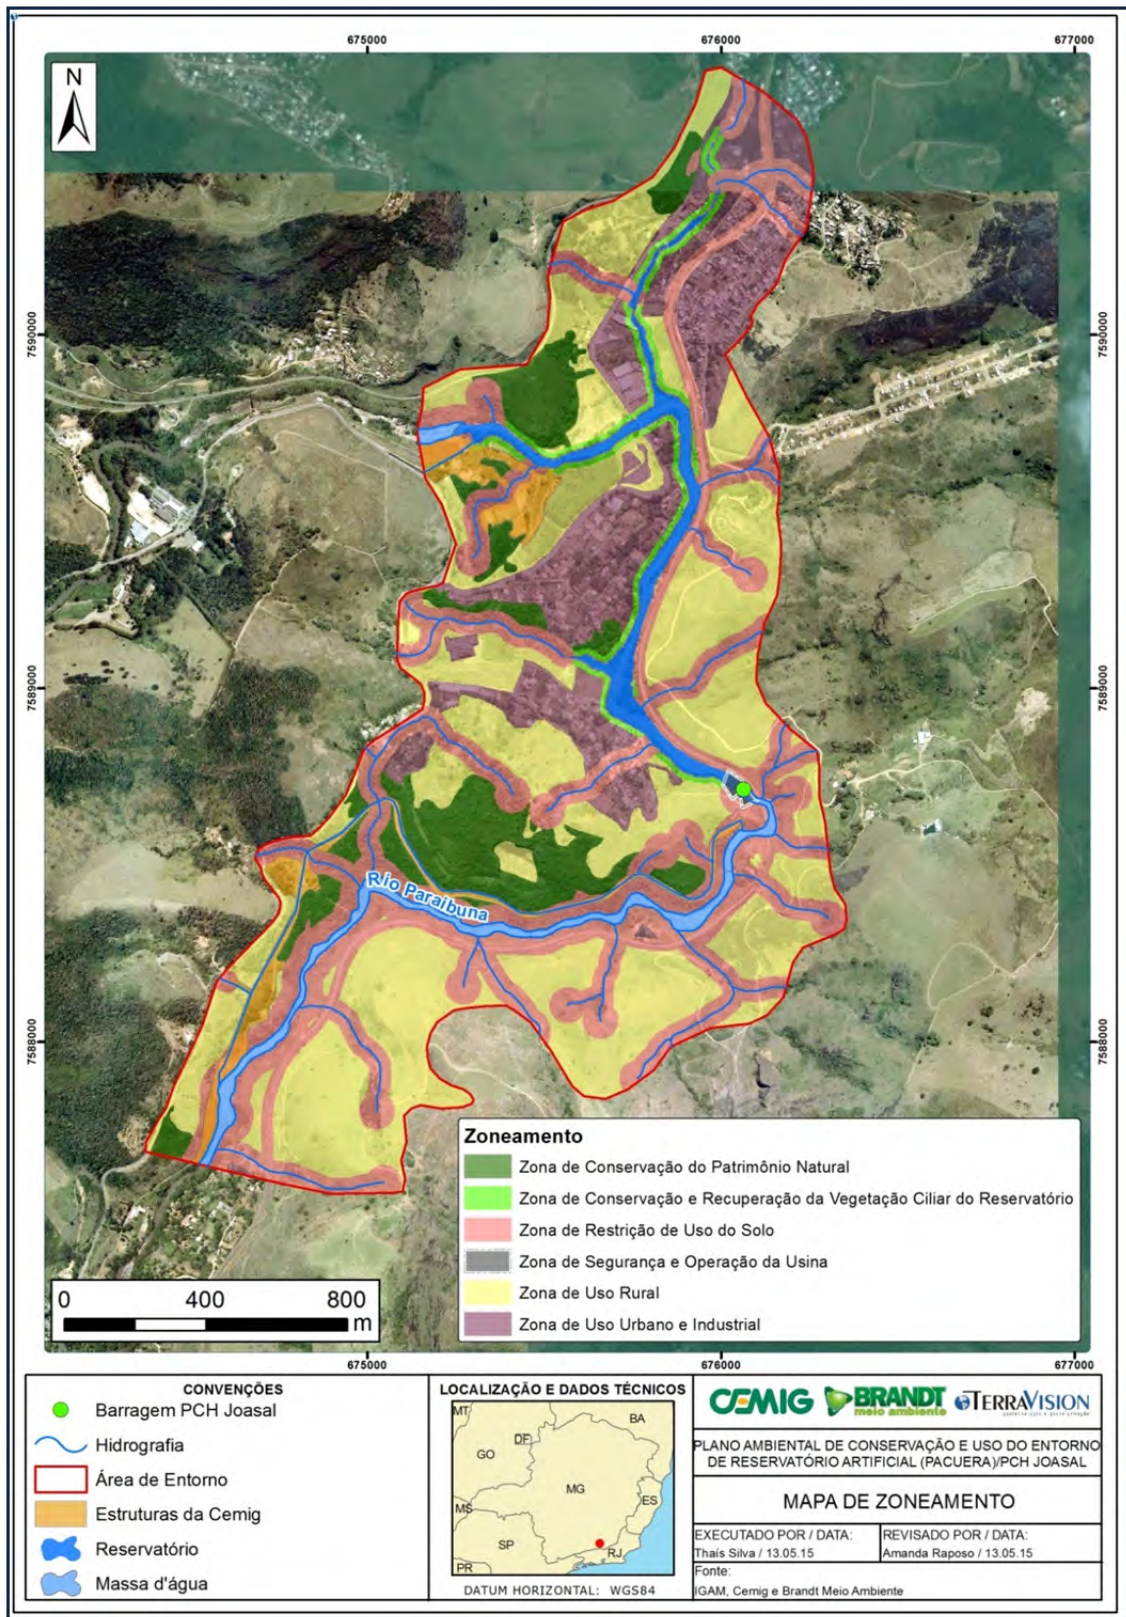 675000
676000
677000
N
7590000
7590000
7589000
7589000
Rio Paraibuna
7588000
7588000
Zoneamento
Zona de Conservação do Patrimônio Natural
Zona de Conservação e Recuperação da Vegetação Ciliar do Reservatório
Zona de Restrição de Uso do Solo
Zona de Segurança e Operação da Usina
Zona de Uso Rural
Zona de Uso Urbano e Industrial
0 400 800
m
675000
676000
677000
CONVENÇÕES
Barragem PCH Joasal
Hidrografia
Área de Entorno
Estruturas da Cemig
Reservatório
Massa d'água
LOCALIZAÇÃO E DADOS TÉCNICOS
MT
BA
DF
GO
MG
MS
ES
SP
RJ
PR
DATUM HORIZONTAL: WGS84
CEMIG
BRANDT
meio ambiente
TERRAVISION
PLANO AMBIENTAL DE CONSERVAÇÃO E USO DO ENTORNO
DE RESERVATÓRIO ARTIFICIAL (PACUERA)/PCH JOASAL
MAPA DE ZONEAMENTO
EXECUTADO POR / DATA:
Thaís Silva / 13.05.15
REVISADO POR / DATA:
Amanda Raposo / 13.05.15
Fonte:
IGAM, Cemig e Brandt Meio Ambiente